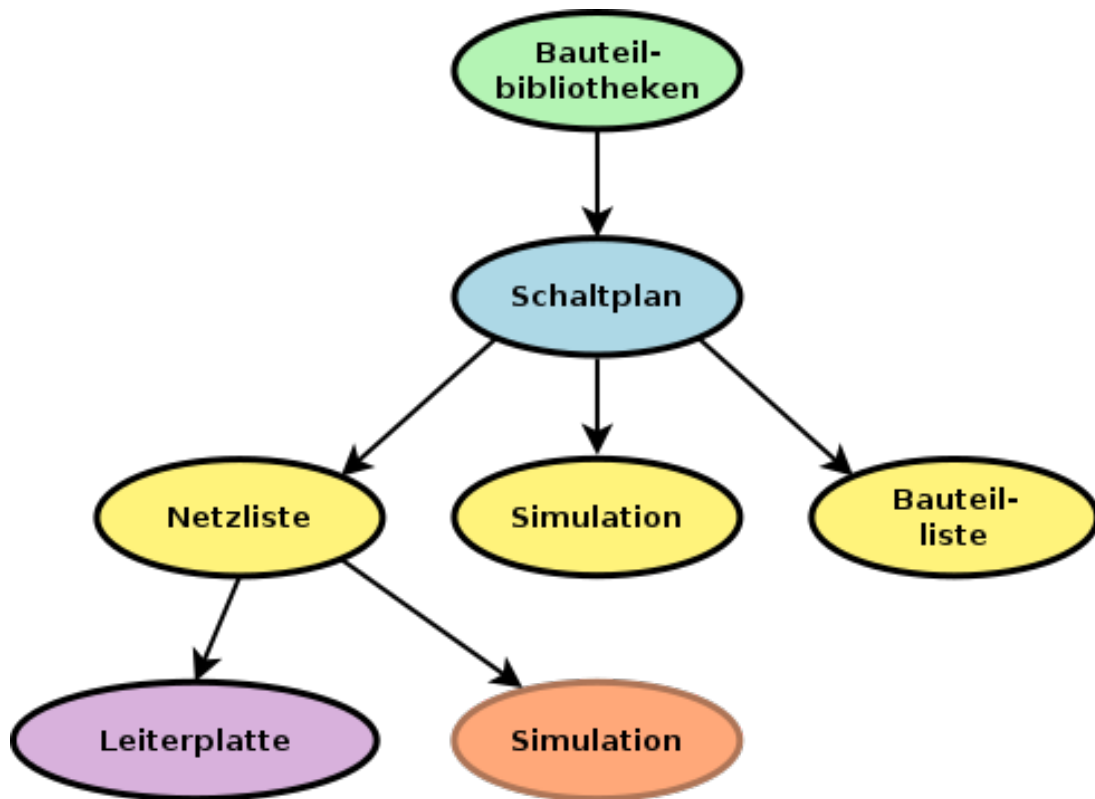 Bauteil-
bibliotheken
Schaltplan
Netzliste
Simulation
Bauteil-
liste
Leiterplatte
Simulation